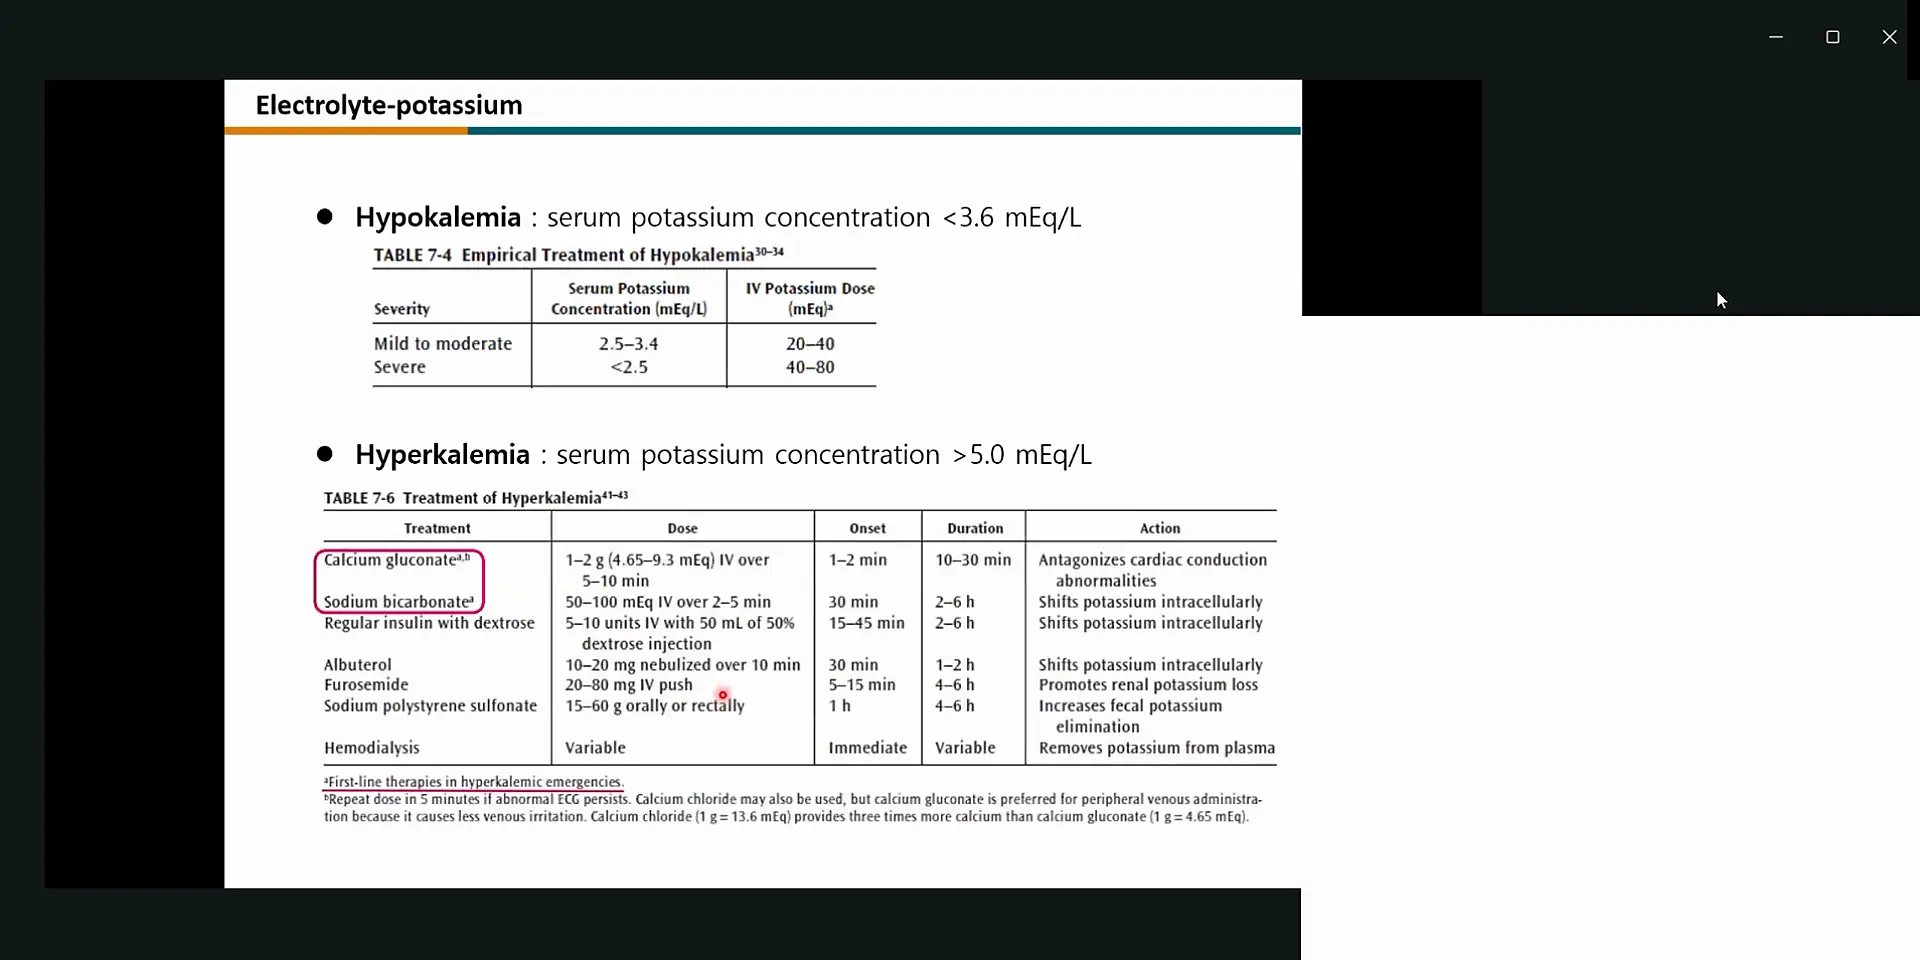 Electrolyte-potassium
● Hypokalemia : serum potassium concentration <3.6 mEq/L
TABLE 7-4 Empirical Treatment of Hypokalemia³⁰⁻³⁴
Severity Serum Potassium Concentration (mEq/L) IV Potassium Dose (mEq)ᵃ
Mild to moderate 2.5–3.4 20–40
Severe <2.5 40–80
● Hyperkalemia : serum potassium concentration >5.0 mEq/L
TABLE 7-6 Treatment of Hyperkalemia⁴¹⁻⁴³
Treatment Dose Onset Duration Action
Calcium gluconateᵃ,ᵇ 1–2 g (4.65–9.3 mEq) IV over 5–10 min 1–2 min 10–30 min Antagonizes cardiac conduction abnormalities
Sodium bicarbonateᵃ 50–100 mEq IV over 2–5 min 30 min 2–6 h Shifts potassium intracellularly
Regular insulin with dextrose 5–10 units IV with 50 mL of 50% dextrose injection 15–45 min 2–6 h Shifts potassium intracellularly
Albuterol 10–20 mg nebulized over 10 min 30 min 1–2 h Shifts potassium intracellularly
Furosemide 20–80 mg IV push 5–15 min 4–6 h Promotes renal potassium loss
Sodium polystyrene sulfonate 15–60 g orally or rectally 1 h 4–6 h Increases fecal potassium elimination
Hemodialysis Variable Immediate Variable Removes potassium from plasma
ᵃFirst-line therapies in hyperkalemic emergencies.
ᵇRepeat dose in 5 minutes if abnormal ECG persists. Calcium chloride may also be used, but calcium gluconate is preferred for peripheral venous administra-
tion because it causes less venous irritation. Calcium chloride (1 g = 13.6 mEq) provides three times more calcium than calcium gluconate (1 g = 4.65 mEq).